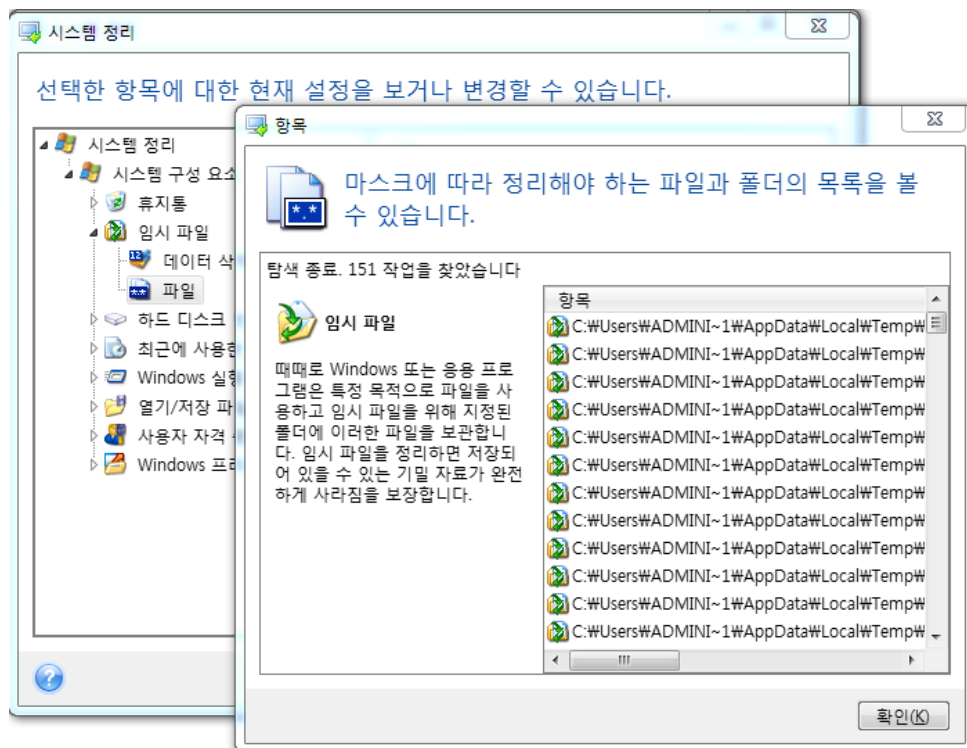 시스템 정리
선택한 항목에 대한 현재 설정을 보거나 변경할 수 있습니다.
시스템 정리
시스템 구성 요소
휴지통
임시 파일
데이터
파일
하드 디스크
최근에 사용한
Windows
열기/저장
사용자 자격
Windows
항목
마스크에 따라 정리해야 하는 파일과 폴더의 목록을 볼
수 있습니다.
탐색 종료. 151 작업을 찾았습니다
임시 파일
때때로 Windows 또는 응용 프로
그램은 특정 목적으로 파일을 사
용하고 임시 파일을 위해 지정된
폴더에 이러한 파일을 보관합니
다. 임시 파일을 정리하면 저장되
어 있을 수 있는 기밀 자료가 완전
하게 사라짐을 보장합니다.
항목
C:₩Users₩ADMINI~1₩AppData₩Local₩Temp₩
C:₩Users₩ADMINI~1₩AppData₩Local₩Temp₩
C:₩Users₩ADMINI~1₩AppData₩Local₩Temp₩
C:₩Users₩ADMINI~1₩AppData₩Local₩Temp₩
C:₩Users₩ADMINI~1₩AppData₩Local₩Temp₩
C:₩Users₩ADMINI~1₩AppData₩Local₩Temp₩
C:₩Users₩ADMINI~1₩AppData₩Local₩Temp₩
C:₩Users₩ADMINI~1₩AppData₩Local₩Temp₩
C:₩Users₩ADMINI~1₩AppData₩Local₩Temp₩
C:₩Users₩ADMINI~1₩AppData₩Local₩Temp₩
C:₩Users₩ADMINI~1₩AppData₩Local₩Temp₩
C:₩Users₩ADMINI~1₩AppData₩Local₩Temp₩
확인(K)